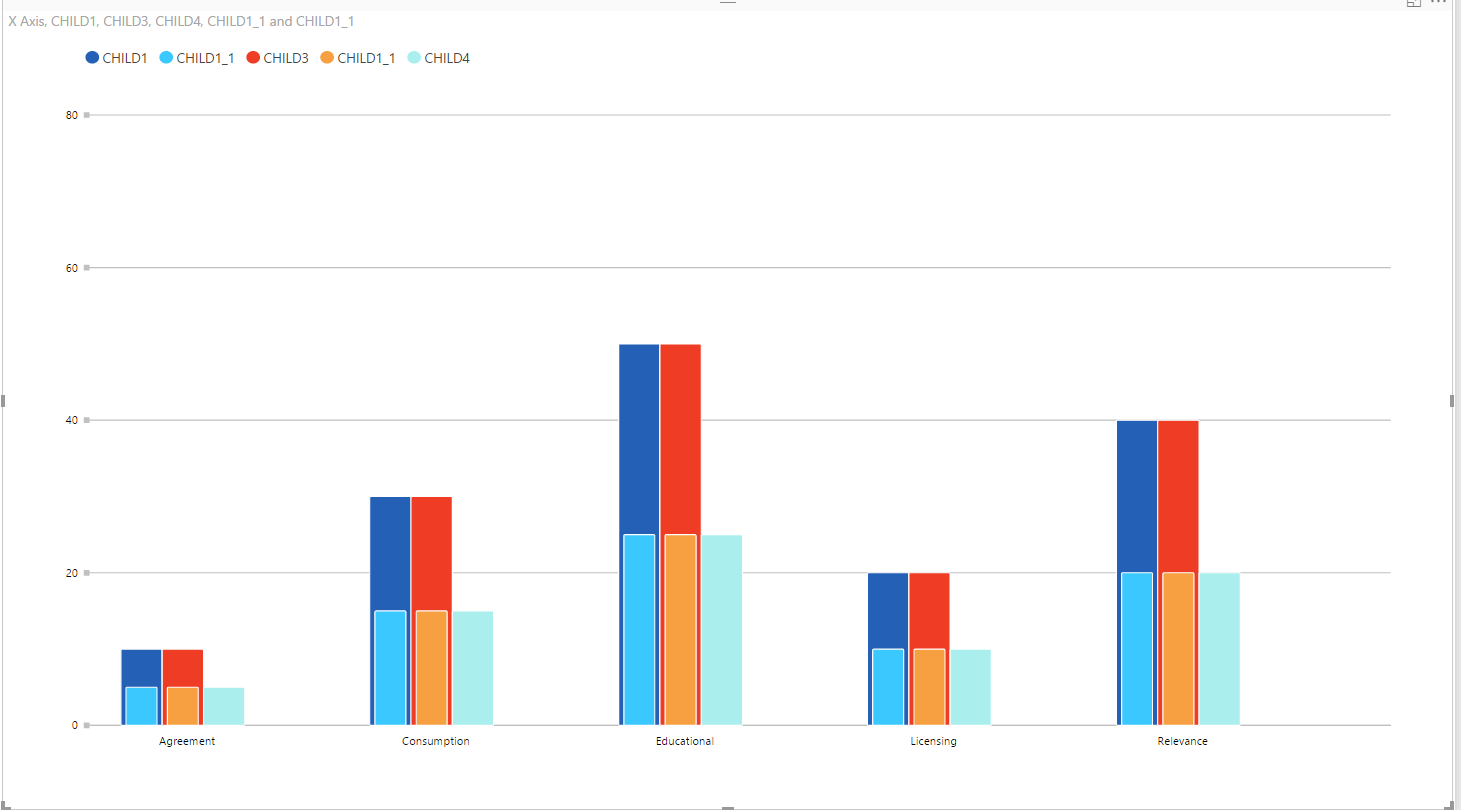 X Axis, CHILD1, CHILD3, CHILD4, CHILD1_1 and CHILD1_1
CHILD1 CHILD1_1 CHILD3 CHILD1_1 CHILD4
80
60
40
20
0
Agreement Consumption Educational Licensing Relevance